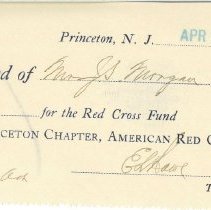 Princeton, N. J. APR
d of Mrs J S Morgan
for the Red Cross Fund
CETON CHAPTER, AMERICAN RED C
T